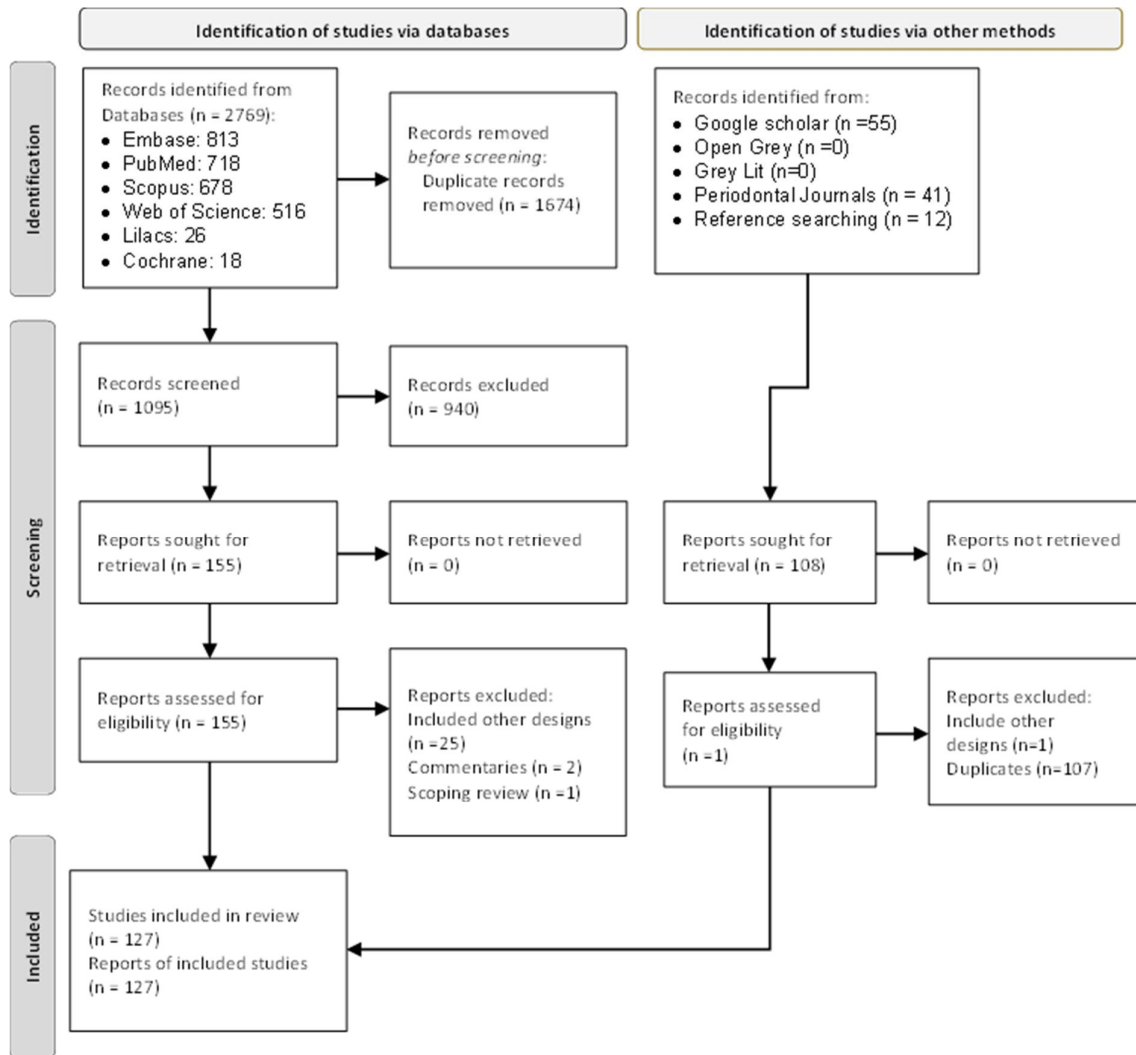 Identification of studies via databases
Identification of studies via other methods
Identification
Records identified from
Databases (n = 2769):
• Embase: 813
• PubMed: 718
• Scopus: 678
• Web of Science: 516
• Lilacs: 26
• Cochrane: 18
Records removed
before screening:
Duplicate records
removed (n = 1674)
Records identified from:
• Google scholar (n =55)
• Open Grey (n =0)
• Grey Lit (n=0)
• Periodontal Journals (n = 41)
• Reference searching (n = 12)
Screening
Records screened
(n = 1095)
Records excluded
(n = 940)
Reports sought for
retrieval (n = 155)
Reports not retrieved
(n = 0)
Reports sought for
retrieval (n = 108)
Reports not retrieved
(n = 0)
Reports assessed for
eligibility (n = 155)
Reports excluded:
Included other designs
(n =25)
Commentaries (n = 2)
Scoping review (n =1)
Reports assessed
for eligibility
(n =1)
Reports excluded:
Include other
designs (n=1)
Duplicates (n=107)
Included
Studies included in review
(n = 127)
Reports of included studies
(n = 127)